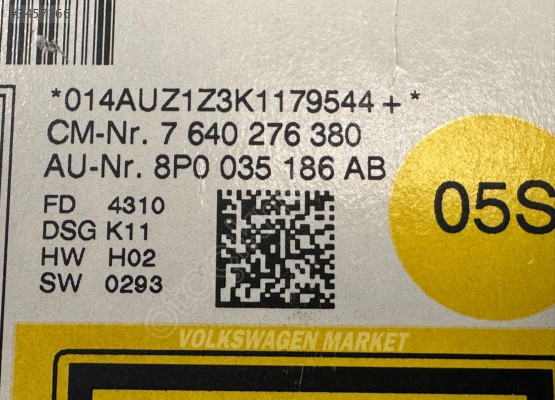 *014AUZ1Z3K1179544+*
CM-Nr. 7 640 276 380
AU-Nr. 8P0 035 186 AB
FD 4310
DSG K11
HW H02
SW 0293
05S
VOLKSWAGEN MARKET